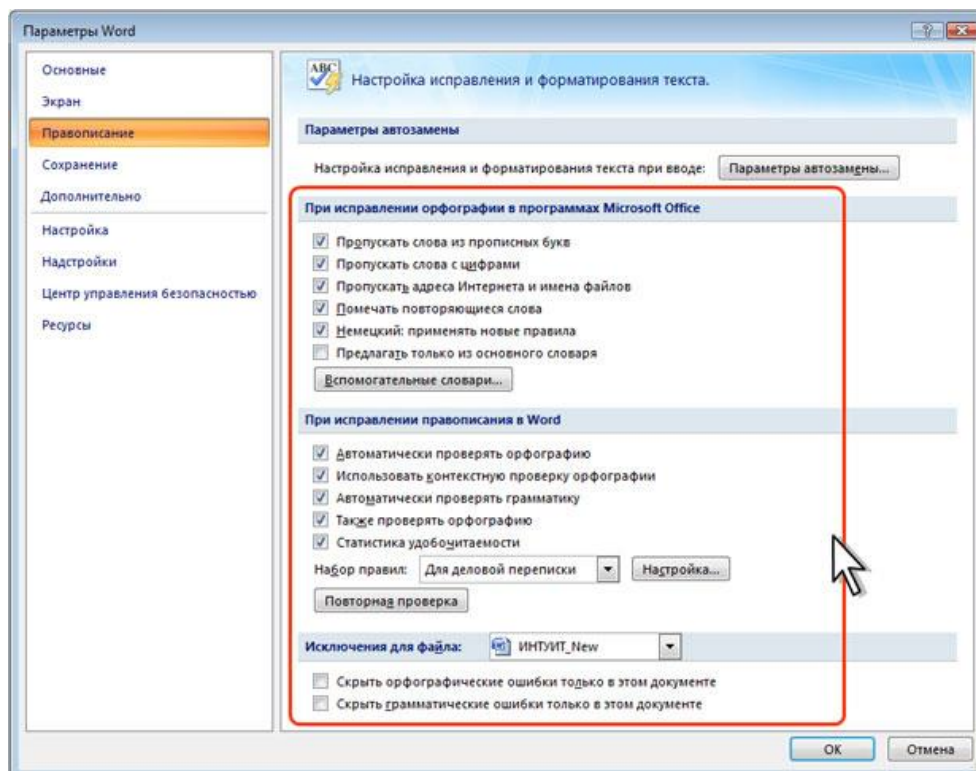 Параметры Word
Основные
Экран
Правописание
Сохранение
Дополнительно
Настройка
Надстройки
Центр управления безопасностью
Ресурсы
ABC
Настройка исправления и форматирования текста.
Параметры автозамены
Настройка исправления и форматирования текста при вводе: Параметры автозамены...
При исправлении орфографии в программах Microsoft Office
Пропускать слова из прописных букв
Пропускать слова с цифрами
Пропускать адреса Интернета и имена файлов
Помечать повторяющиеся слова
Немецкий: применять новые правила
Предлагать только из основного словаря
Вспомогательные словари...
При исправлении правописания в Word
Автоматически проверять орфографию
Использовать контекстную проверку орфографии
Автоматически проверять грамматику
Также проверять орфографию
Статистика удобочитаемости
Набор правил: Для деловой переписки Настройка...
Повторная проверка
Исключения для файла: ИНТУИТ_New
Скрыть орфографические ошибки только в этом документе
Скрыть грамматические ошибки только в этом документе
ОК Отмена